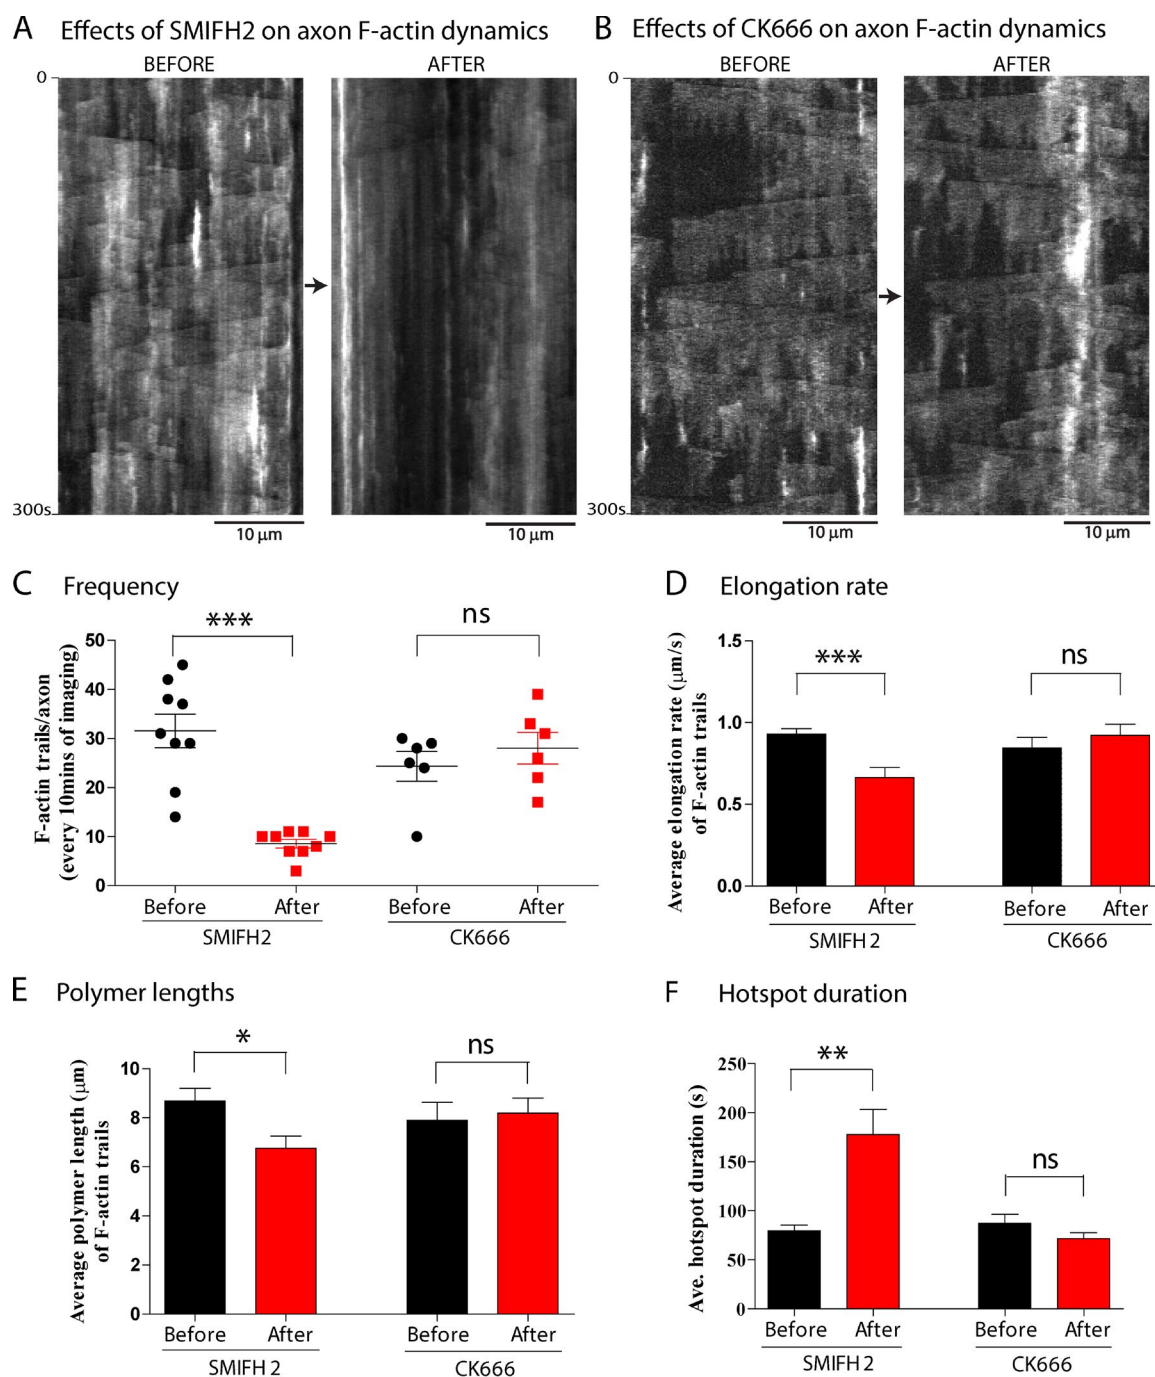 A Effects of SMIFH2 on axon F-actin dynamics
BEFORE AFTER
0
300s
10 μm 10 μm
B Effects of CK666 on axon F-actin dynamics
BEFORE AFTER
0
300s
10 μm 10 μm
C Frequency
*** ns
F-actin trails/axon
(every 10mins of imaging)
50
40
30
20
10
0
Before After Before After
SMIFH2 CK666
D Elongation rate
*** ns
Average elongation rate (μm/s)
of F-actin trails
1.5
1.0
0.5
0.0
Before After Before After
SMIFH2 CK666
E Polymer lengths
* ns
Average polymer length (μm)
of F-actin trails
10
8
6
4
2
0
Before After Before After
SMIFH 2 CK666
F Hotspot duration
** ns
Ave. hotspot duration (s)
250
200
150
100
50
0
Before After Before After
SMIFH 2 CK666